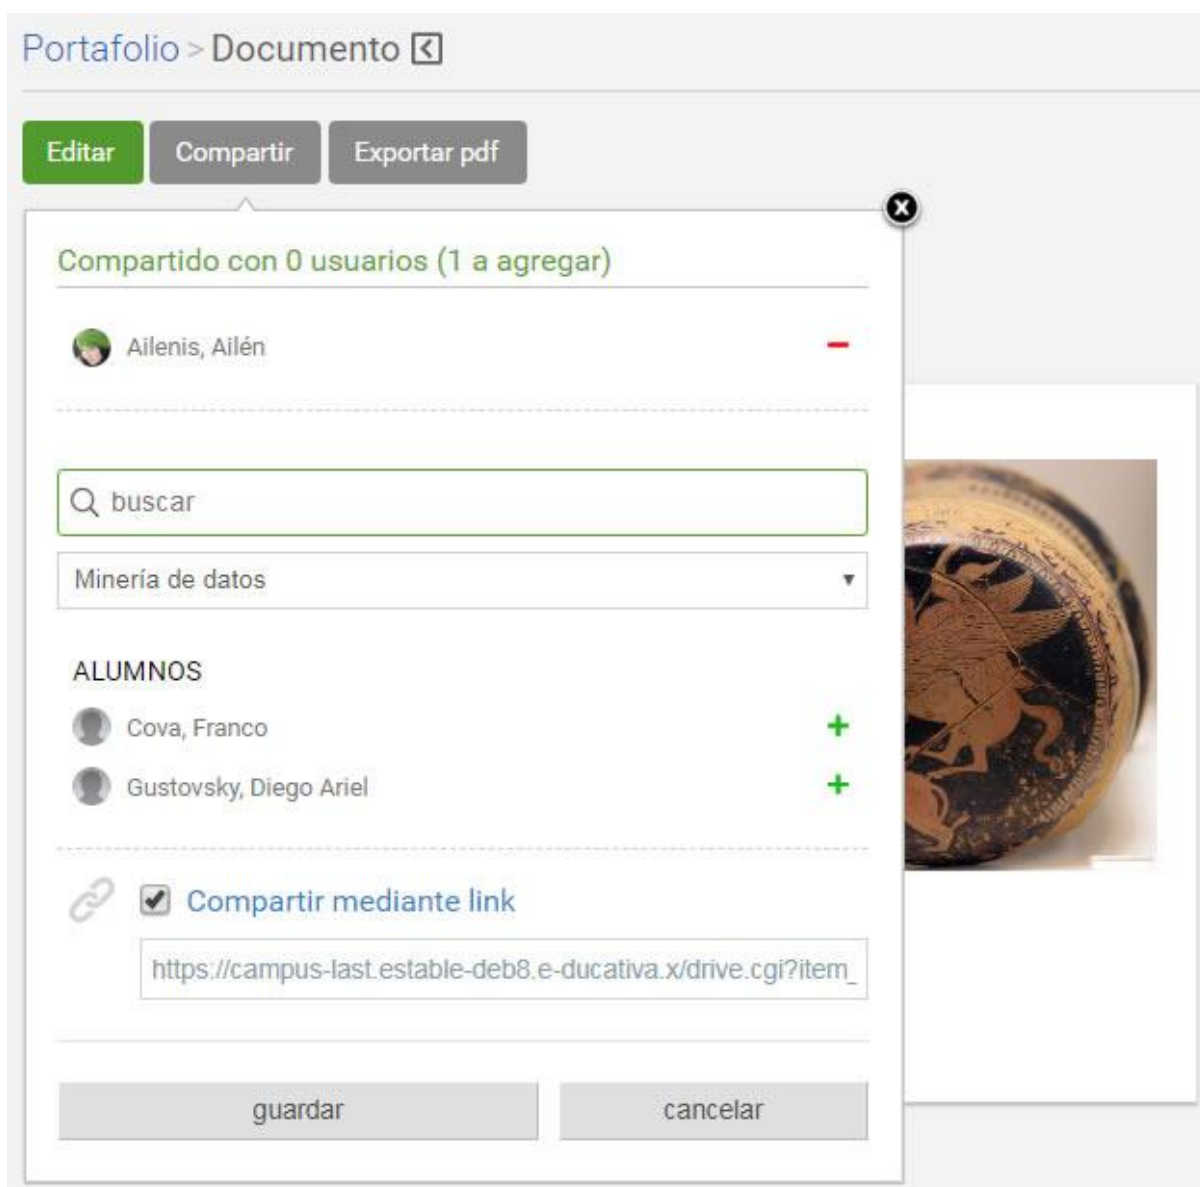 Portafolio > Documento
Editar Compartir Exportar pdf
Compartido con 0 usuarios (1 a agregar)
Ailenis, Ailén
buscar
Minería de datos
ALUMNOS
Cova, Franco
Gustovsky, Diego Ariel
Compartir mediante link
https://campus-last.estable-deb8.e-ducativa.x/drive.cgi?item_
guardar cancelar